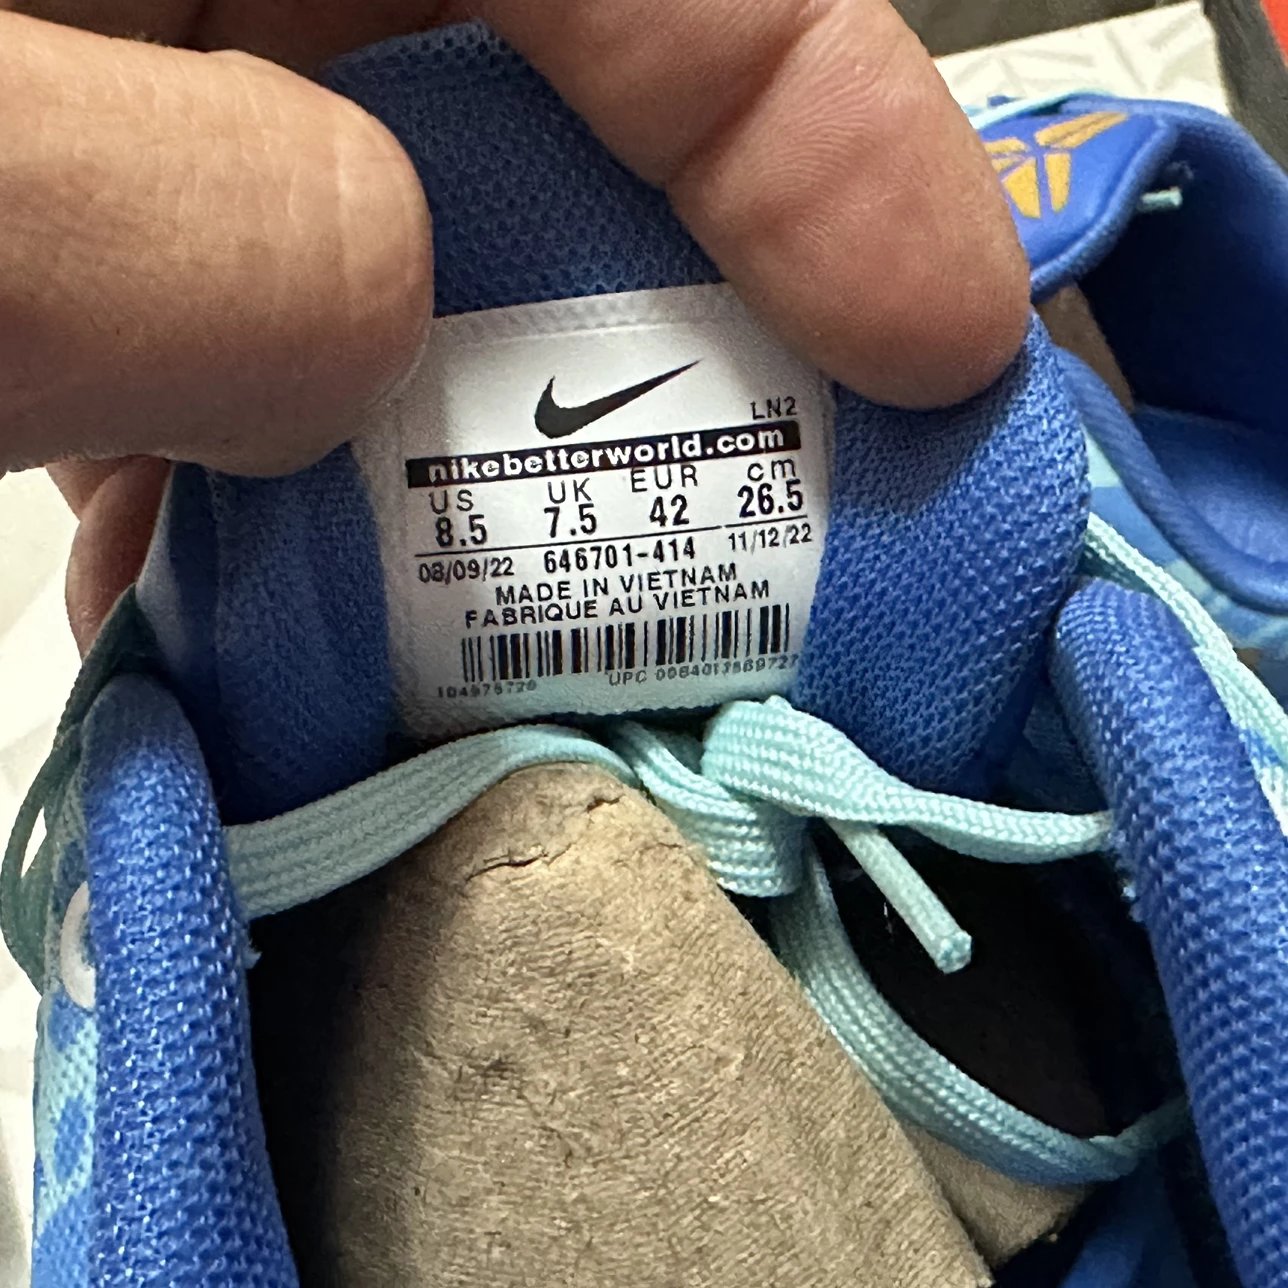 LN2
nikebetterworld.com
US UK EUR cm
8.5 7.5 42 26.5
08/09/22 646701-414 11/12/22
MADE IN VIETNAM
FABRIQUE AU VIETNAM
UPC